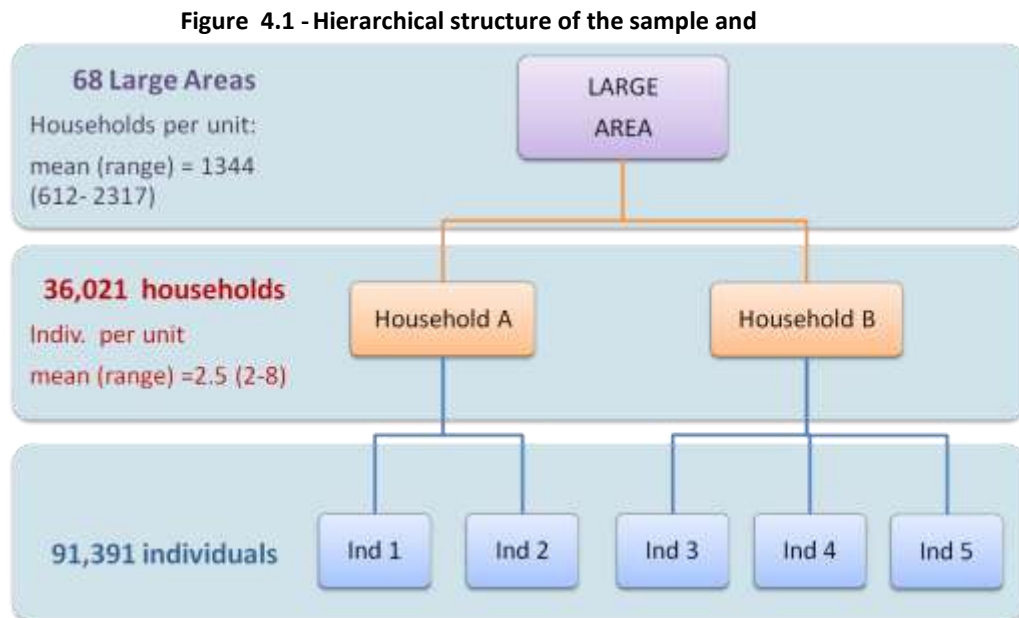 Figure 4.1 - Hierarchical structure of the sample and
68 Large Areas
Households per unit:
mean (range) = 1344
(612- 2317)
LARGE
AREA
36,021 households
Indiv. per unit
mean (range) =2.5 (2-8)
Household A
Household B
91,391 individuals
Ind 1
Ind 2
Ind 3
Ind 4
Ind 5